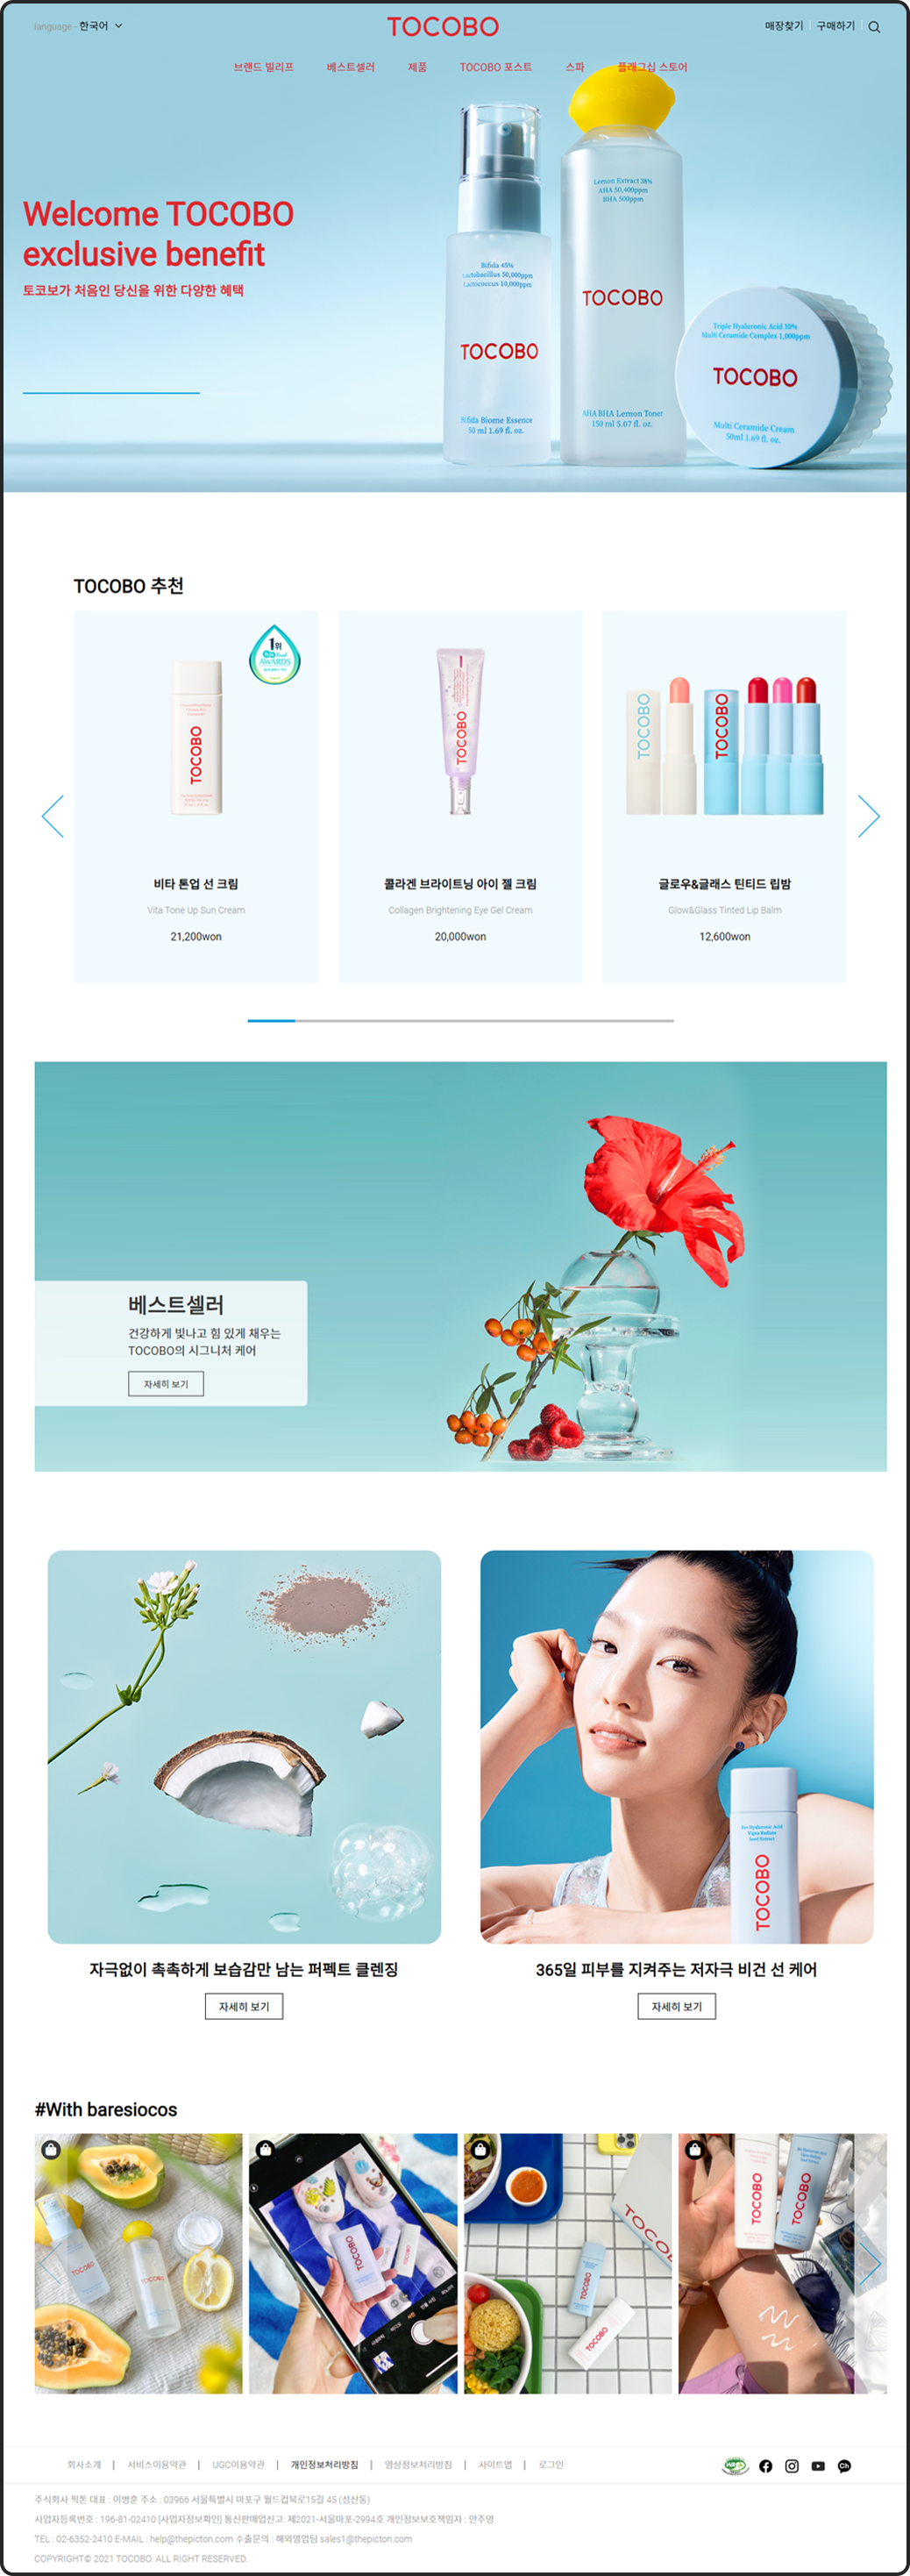 language - 한국어
TOCOBO
매장찾기
구매하기
브랜드 빌리프
베스트셀러
제품
TOCOBO 포스트
스파
플래그십 스토어
Welcome TOCOBO
exclusive benefit
토코보가 처음인 당신을 위한 다양한 혜택
Bifida 45%
Lactobacillus 50,000ppm
Lactococcus 10,000ppm
TOCOBO
Bifida Biome Essence
50 ml 1.69 fl. oz.
Lemon Extract 38%
AHA 50,400ppm
BHA 500ppm
TOCOBO
AHA BHA Lemon Toner
150 ml 5.07 fl. oz.
Triple Hyaluronic Acid 10%
Multi Ceramide Complex 1,000ppm
TOCOBO
Multi Ceramide Cream
50ml 1.69 fl. oz.
TOCOBO 추천
1위
AWARDS
TOCOBO
TOCOBO
TOCOBO
TOCOBO
비타 톤업 선 크림
Vita Tone Up Sun Cream
21,200won
콜라겐 브라이트닝 아이 젤 크림
Collagen Brightening Eye Gel Cream
20,000won
글로우&글래스 틴티드 립밤
Glow&Glass Tinted Lip Balm
12,600won
베스트셀러
건강하게 빛나고 힘 있게 채우는
TOCOBO의 시그니처 케어
자세히 보기
Bio Hyaluronic Acid
Vigna Radiata
Seed Extract
TOCOBO
자극없이 촉촉하게 보습감만 남는 퍼펙트 클렌징
자세히 보기
365일 피부를 지켜주는 저자극 비건 선 케어
자세히 보기
#With baresiocos
TOCOBO
TOCOBO
TOCOBO
TOCOBO
TOCOBO
TOCOBO
TOCOBO
회사소개
서비스이용약관
UGC이용약관
개인정보처리방침
영상정보처리방침
사이트맵
로그인
주식회사 픽톤 대표 : 이병훈 주소 : 03966 서울특별시 마포구 월드컵북로15길 45 (성산동)
사업자등록번호 : 196-81-02410 [사업자정보확인] 통신판매업신고: 제2021-서울마포-2994호 개인정보보호책임자 : 안주영
TEL : 02-6352-2410 E-MAIL : help@thepicton.com 수출문의 : 해외영업팀 sales1@thepicton.com
COPYRIGHT© 2021 TOCOBO. ALL RIGHT RESERVED.